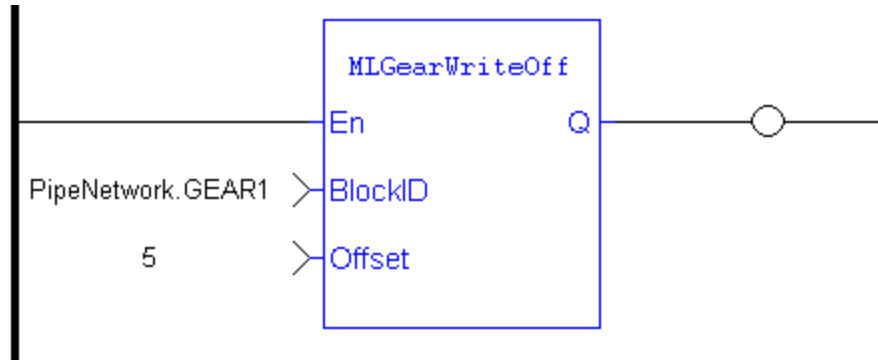 MLGearWriteOff
En Q
PipeNetwork.GEAR1 BlockID
5 Offset